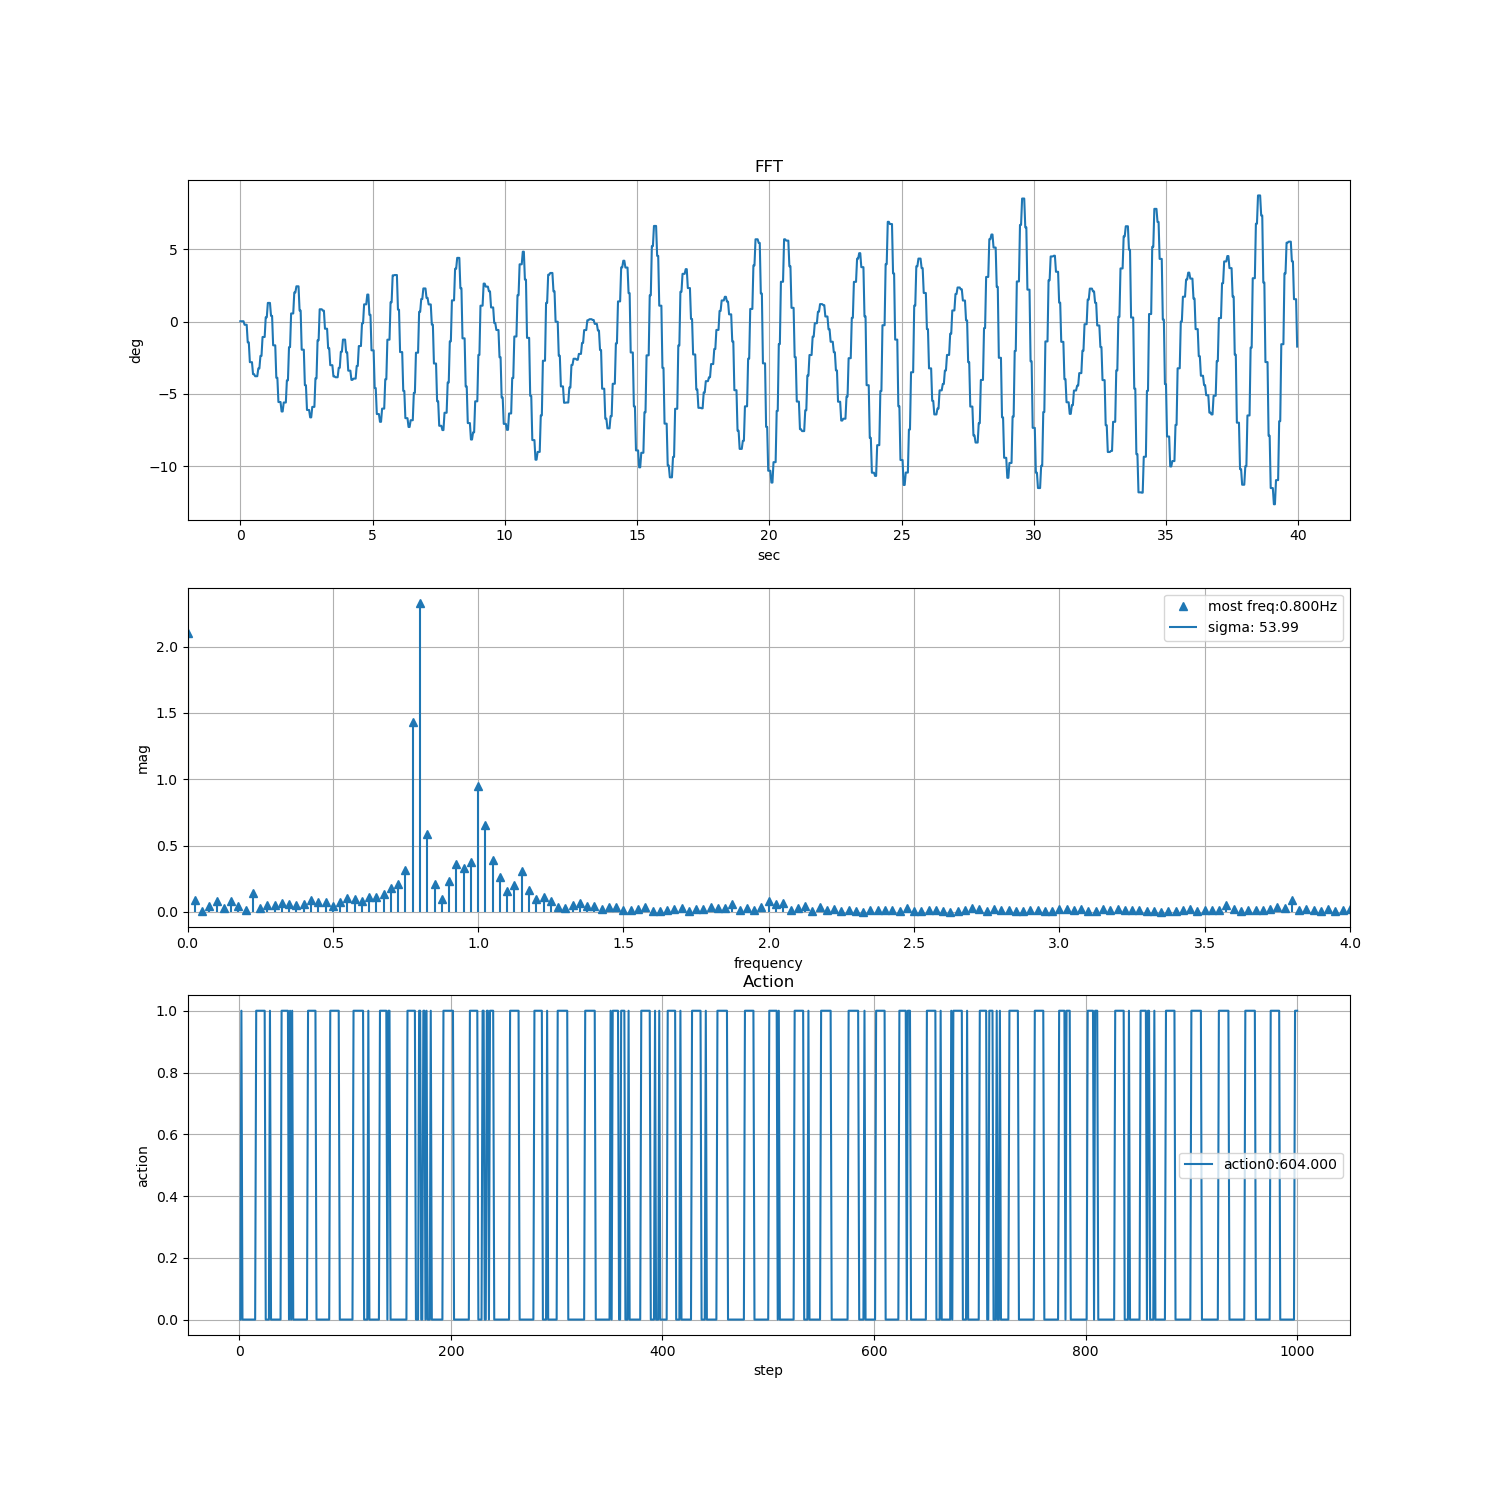 FFT
deg
5
0
−5
−10
0 5 10 15 20 25 30 35 40
sec
mag
2.0
1.5
1.0
0.5
0.0
most freq:0.800Hz
sigma: 53.99
0.0 0.5 1.0 1.5 2.0 2.5 3.0 3.5 4.0
frequency
Action
action
1.0
0.8
0.6
0.4
0.2
0.0
action0:604.000
0 200 400 600 800 1000
step